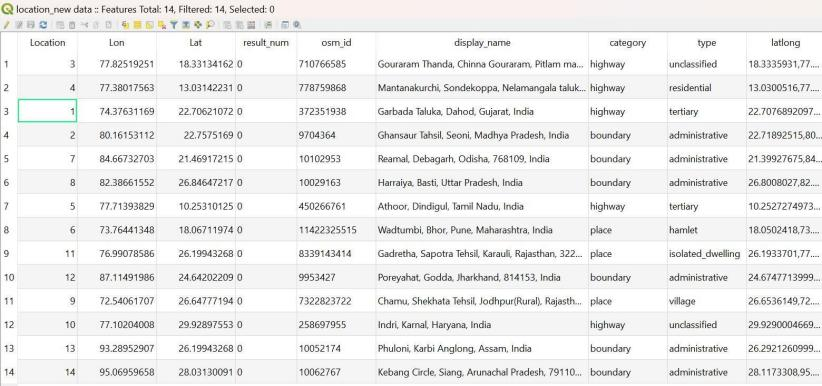 location_new data :: Features Total: 14, Filtered: 14, Selected: 0
Location Lon Lat result_num osm_id display_name category type latlong
1 3 77.82519251 18.33134162 0 710766585 Gouraram Thanda, Chinna Gouraram, Pitlam ma... highway unclassified 18.3335931,77....
2 4 77.38017563 13.03142231 0 778759868 Mantanakurchi, Sondekoppa, Nelamangala taluk... highway residential 13.0300516,77....
3 1 74.37631169 22.70621072 0 372351938 Garbada Taluka, Dahod, Gujarat, India highway tertiary 22.7076892097...
4 2 80.16153112 22.7575169 0 9704364 Ghansaur Tahsil, Seoni, Madhya Pradesh, India boundary administrative 22.71892515,80...
5 7 84.66732703 21.46917215 0 10102953 Reamal, Debagarh, Odisha, 768109, India boundary administrative 21.39927675,84...
6 8 82.38661552 26.84647217 0 10029163 Harraiya, Basti, Uttar Pradesh, India boundary administrative 26.8008027,82....
7 5 77.71393829 10.25310125 0 450266761 Athoor, Dindigul, Tamil Nadu, India highway tertiary 10.2527274973...
8 6 73.76441348 18.06711974 0 11422325515 Wadtumbi, Bhor, Pune, Maharashtra, India place hamlet 18.0502418,73....
9 11 76.99078586 26.19943268 0 8339143414 Gadretha, Sapotra Tehsil, Karauli, Rajasthan, 322... place isolated_dwelling 26.1933701,77....
10 12 87.11491986 24.64202209 0 9953427 Poreyahat, Godda, Jharkhand, 814153, India boundary administrative 24.6747713999...
11 9 72.54061707 26.64777194 0 7322823722 Chamu, Shekhata Tehsil, Jodhpur(Rural), Rajasth... place village 26.6536149,72....
12 10 77.10204008 29.92897553 0 258697955 Indri, Karnal, Haryana, India highway unclassified 29.9290004669...
13 13 93.28952907 26.19943268 0 10052174 Phuloni, Karbi Anglong, Assam, India boundary administrative 26.2921260999...
14 14 95.06959658 28.03130091 0 10062767 Kebang Circle, Siang, Arunachal Pradesh, 79110... boundary administrative 28.1173308,95....